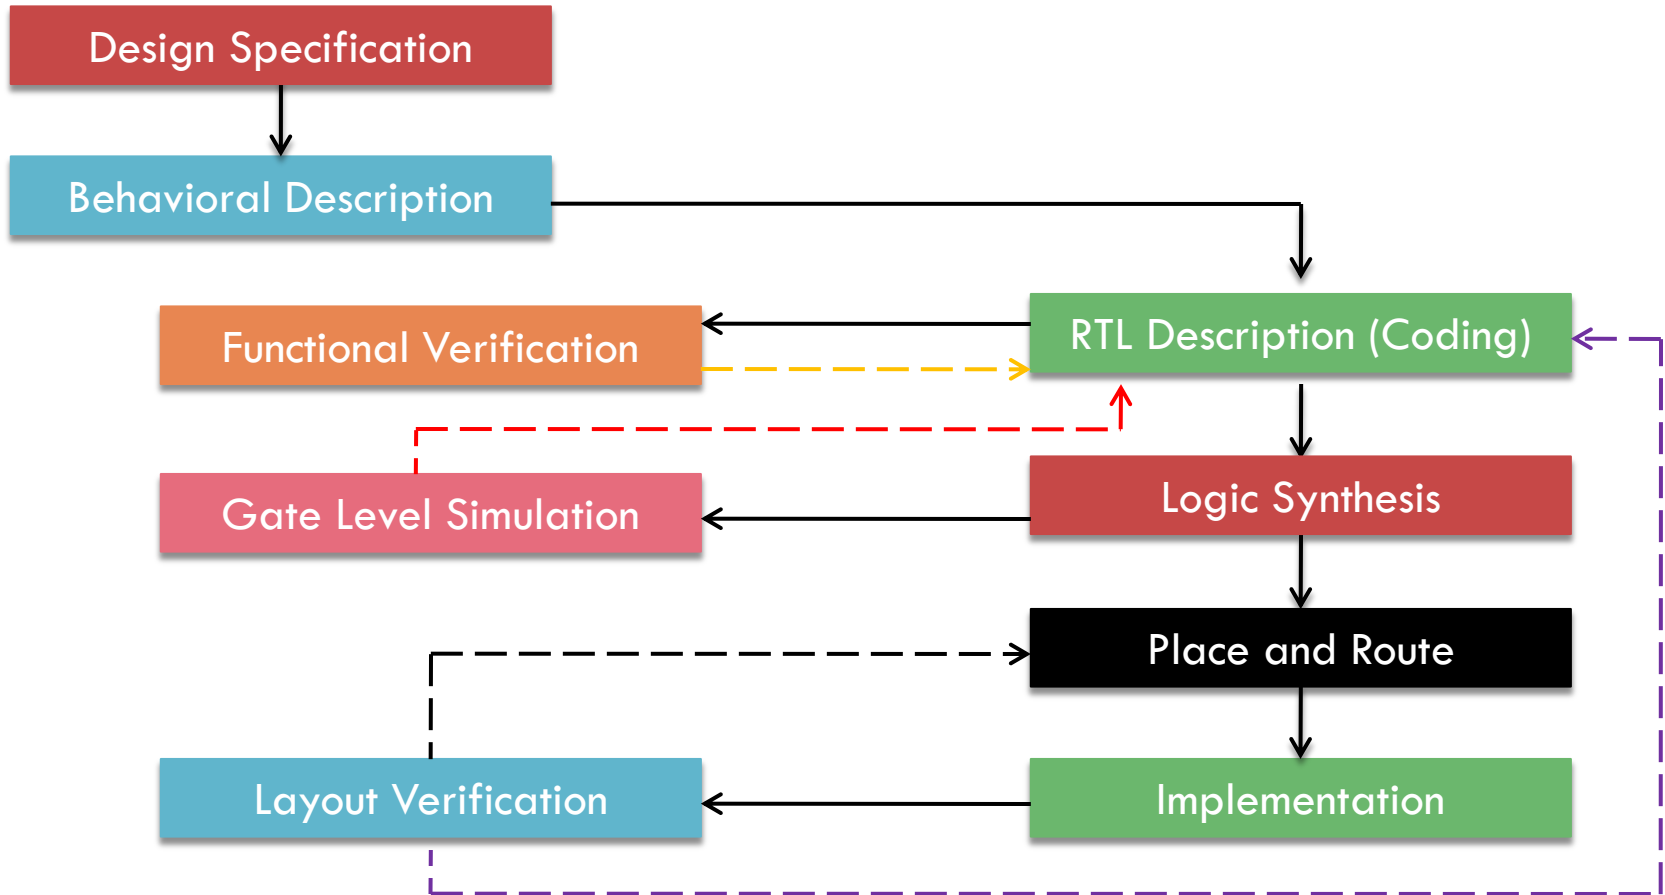 Design Specification
Behavioral Description
Functional Verification
RTL Description (Coding)
Gate Level Simulation
Logic Synthesis
Place and Route
Layout Verification
Implementation